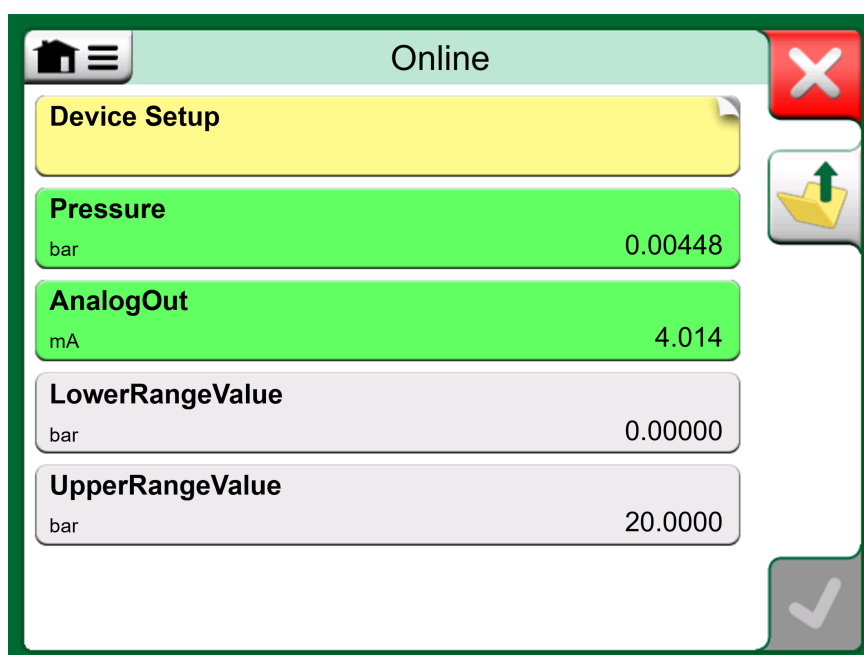 Online
Device Setup
Pressure
bar 0.00448
AnalogOut
mA 4.014
LowerRangeValue
bar 0.00000
UpperRangeValue
bar 20.0000